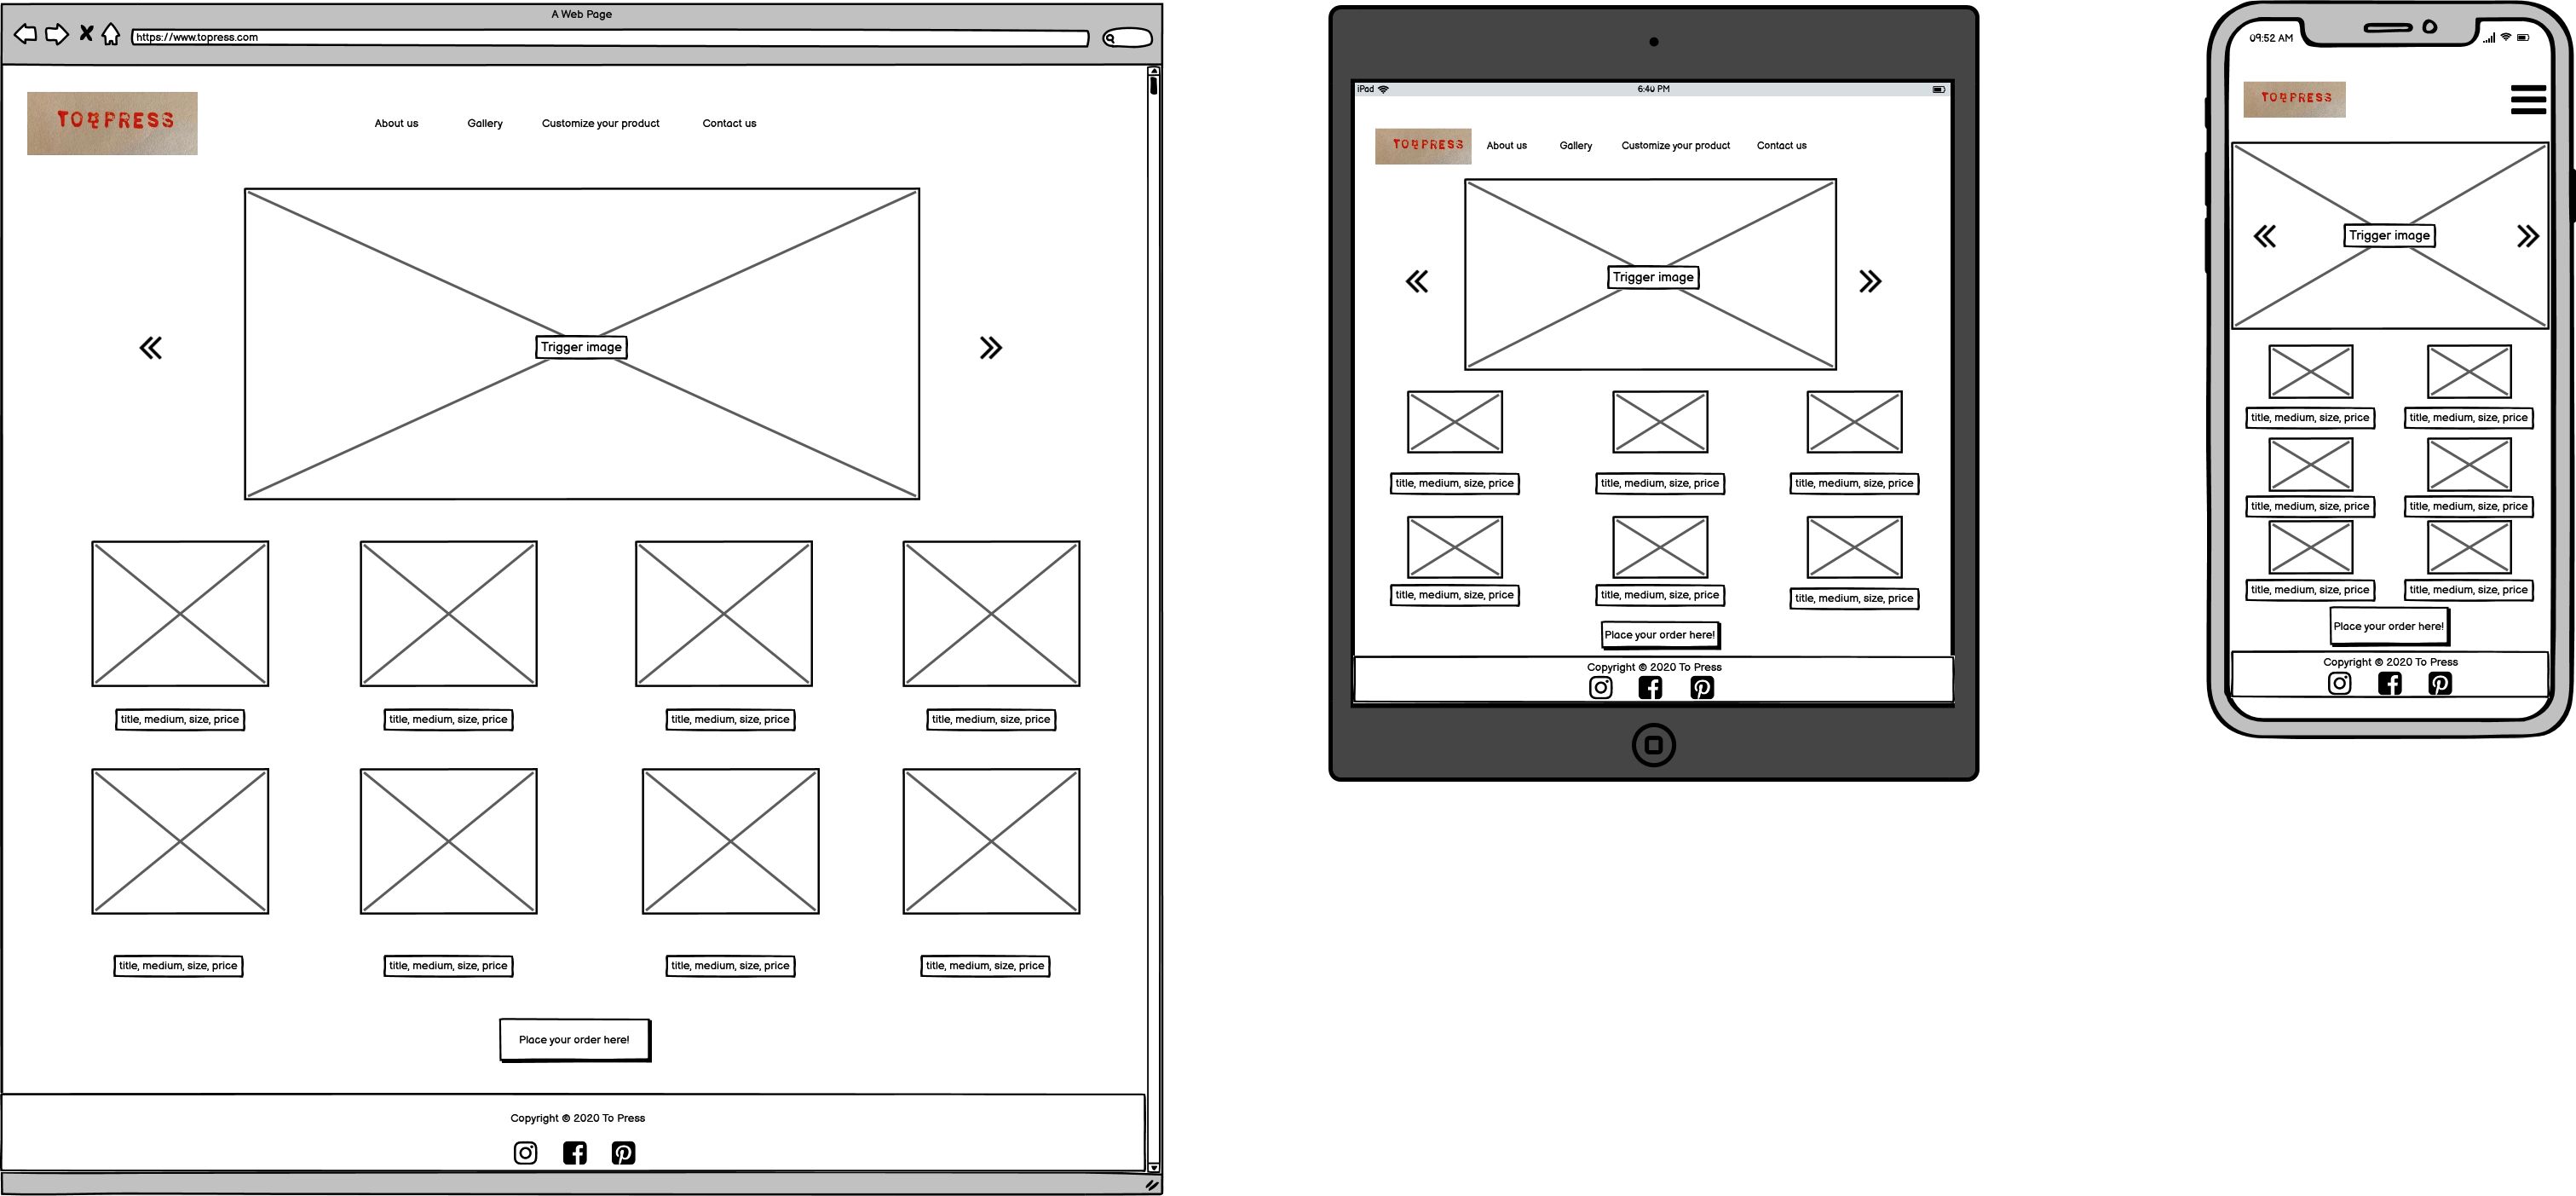 A Web Page
https://www.topress.com
TO PRESS
About us Gallery Customize your product Contact us
Trigger image
title, medium, size, price title, medium, size, price title, medium, size, price title, medium, size, price
title, medium, size, price title, medium, size, price title, medium, size, price title, medium, size, price
Place your order here!
Copyright © 2020 To Press
iPad 6:40 PM
TO PRESS About us Gallery Customize your product Contact us
Trigger image
title, medium, size, price title, medium, size, price title, medium, size, price
title, medium, size, price title, medium, size, price title, medium, size, price
Place your order here!
Copyright © 2020 To Press
09:52 AM
TO PRESS
Trigger image
title, medium, size, price title, medium, size, price
title, medium, size, price title, medium, size, price
title, medium, size, price title, medium, size, price
Place your order here!
Copyright © 2020 To Press